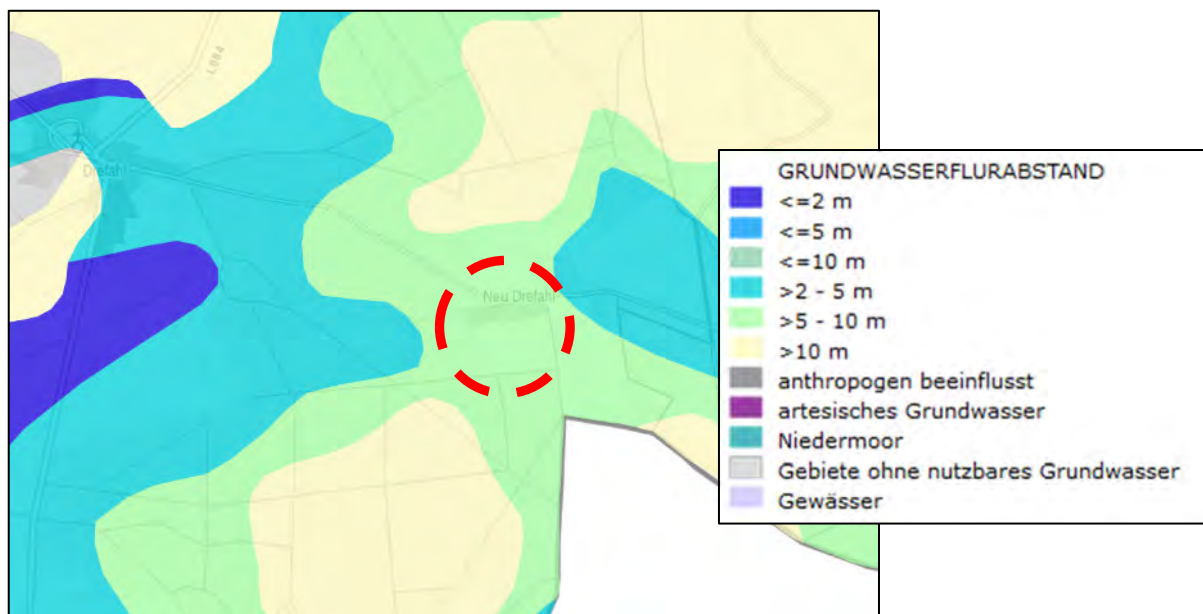 L884
Drefahl
Neu Drefahl
GRUNDWASSERFLURABSTAND
<=2 m
<=5 m
<=10 m
>2 - 5 m
>5 - 10 m
>10 m
anthropogen beeinflusst
artesisches Grundwasser
Niedermoor
Gebiete ohne nutzbares Grundwasser
Gewässer